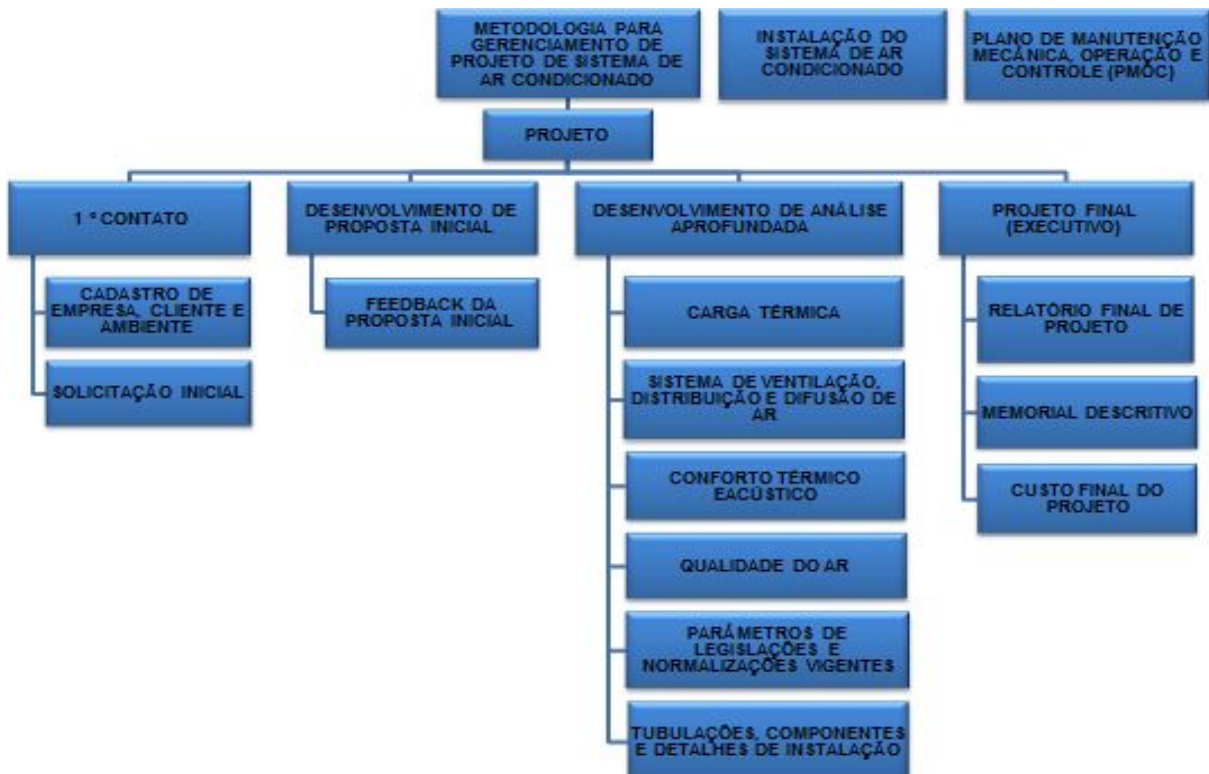 METODOLOGIA PARA
GERENCIAMENTO DE
PROJETO DE SISTEMA DE
AR CONDICIONADO
INSTALAÇÃO DO
SISTEMA DE AR
CONDICIONADO
PLANO DE MANUTENÇÃO
MECÂNICA, OPERAÇÃO E
CONTROLE (PMOC)
PROJETO
1 º CONTATO
CADASTRO DE
EMPRESA, CLIENTE E
AMBIENTE
SOLICITAÇÃO INICIAL
DESENVOLVIMENTO DE
PROPOSTA INICIAL
FEEDBACK DA
PROPOSTA INICIAL
DESENVOLVIMENTO DE ANÁLISE
APROFUNDADA
CARGA TÉRMICA
SISTEMA DE VENTILAÇÃO,
DISTRIBUIÇÃO E DIFUSÃO DE
AR
CONFORTO TÉRMICO
EACÚSTICO
QUALIDADE DO AR
PARÂMETROS DE
LEGISLAÇÕES E
NORMALIZAÇÕES VIGENTES
TUBULAÇÕES, COMPONENTES
E DETALHES DE INSTALAÇÃO
PROJETO FINAL
(EXECUTIVO)
RELATÓRIO FINAL DE
PROJETO
MEMORIAL DESCRITIVO
CUSTO FINAL DO
PROJETO